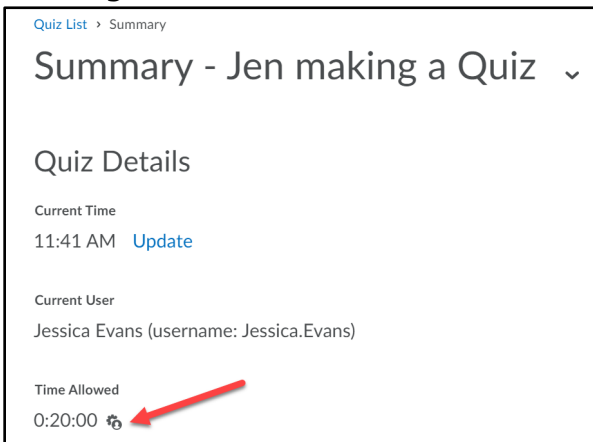 Quiz List › Summary
Summary - Jen making a Quiz
Quiz Details
Current Time
11:41 AM Update
Current User
Jessica Evans (username: Jessica.Evans)
Time Allowed
0:20:00